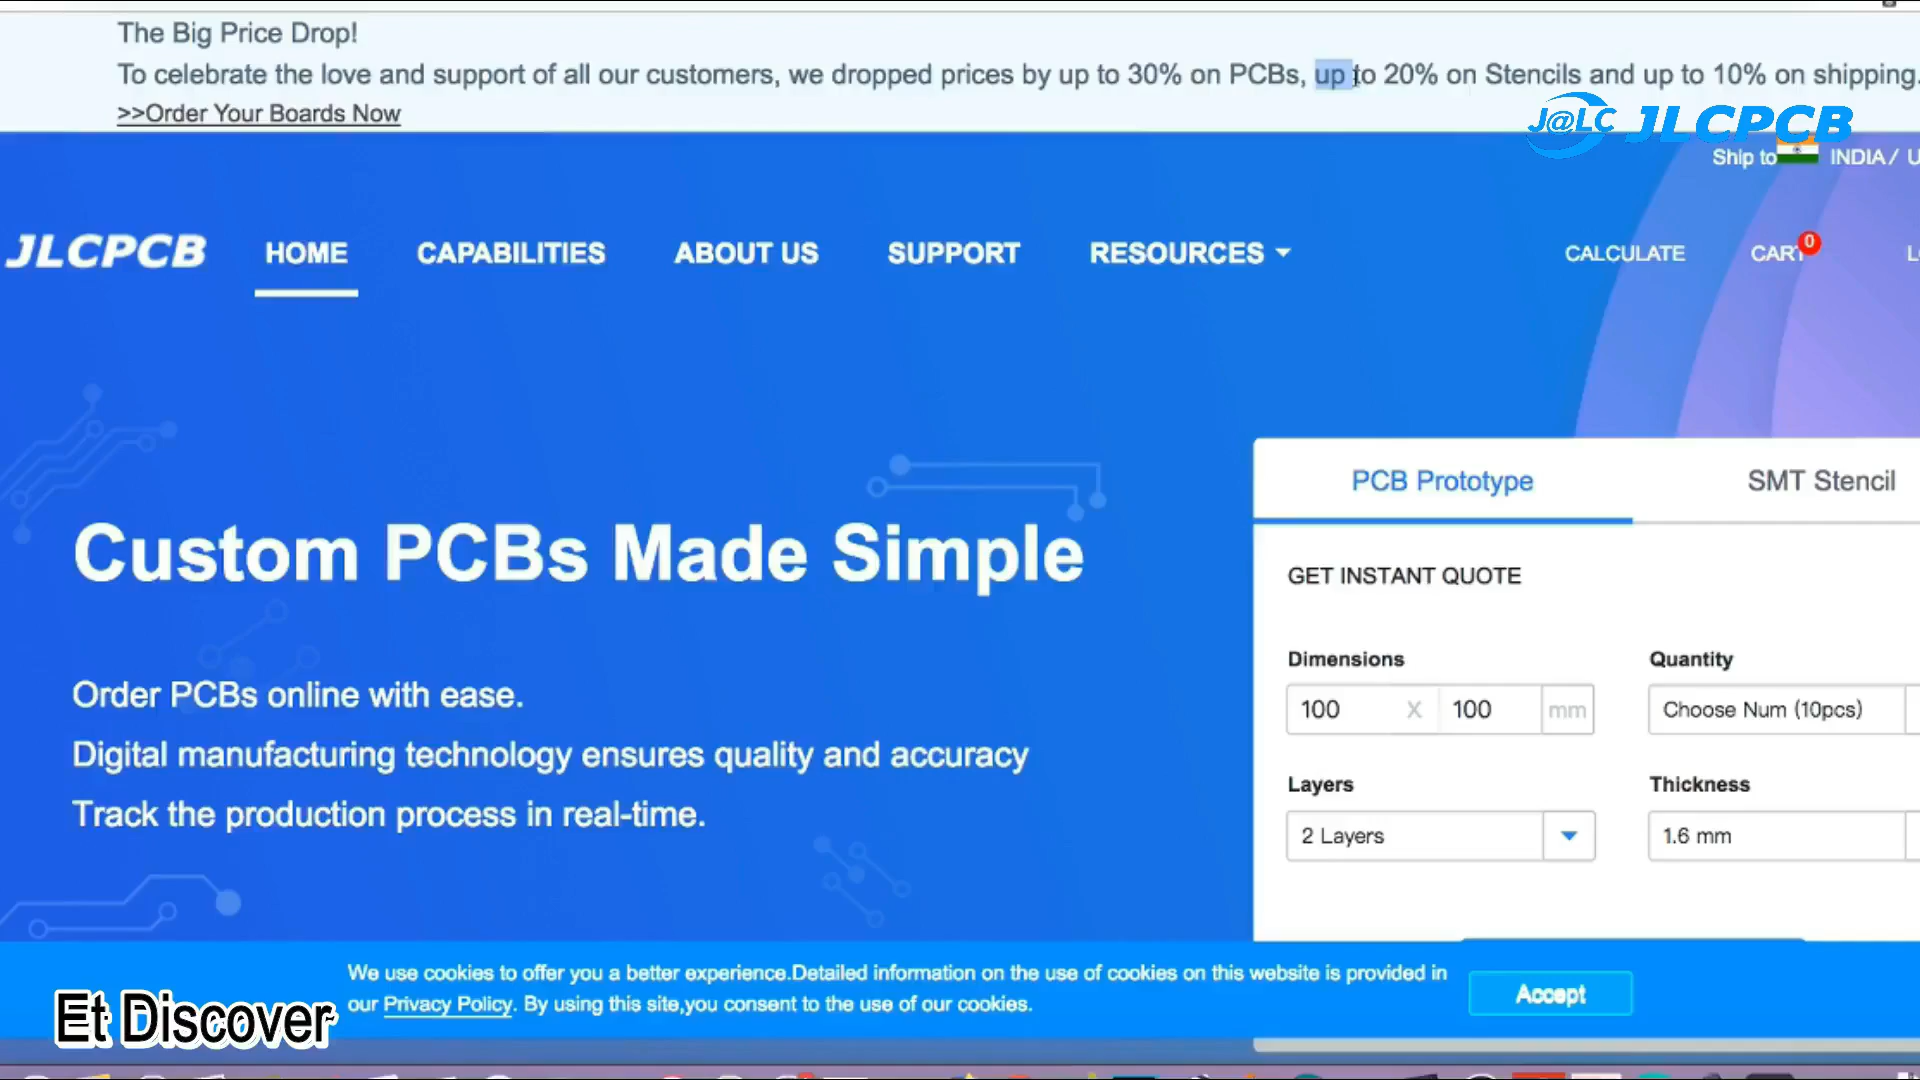 The Big Price Drop!
To celebrate the love and support of all our customers, we dropped prices by up to 30% on PCBs, up to 20% on Stencils and up to 10% on shipping.
>>Order Your Boards Now
J@LC JLCPCB
Ship to INDIA / U
JLCPCB HOME CAPABILITIES ABOUT US SUPPORT RESOURCES CALCULATE CART 0
PCB Prototype SMT Stencil
Custom PCBs Made Simple
GET INSTANT QUOTE
Dimensions Quantity
100 X 100 mm Choose Num (10pcs)
Order PCBs online with ease.
Digital manufacturing technology ensures quality and accuracy
Track the production process in real-time.
Layers Thickness
2 Layers 1.6 mm
We use cookies to offer you a better experience.Detailed information on the use of cookies on this website is provided in
our Privacy Policy. By using this site,you consent to the use of our cookies.
Accept
Et Discover